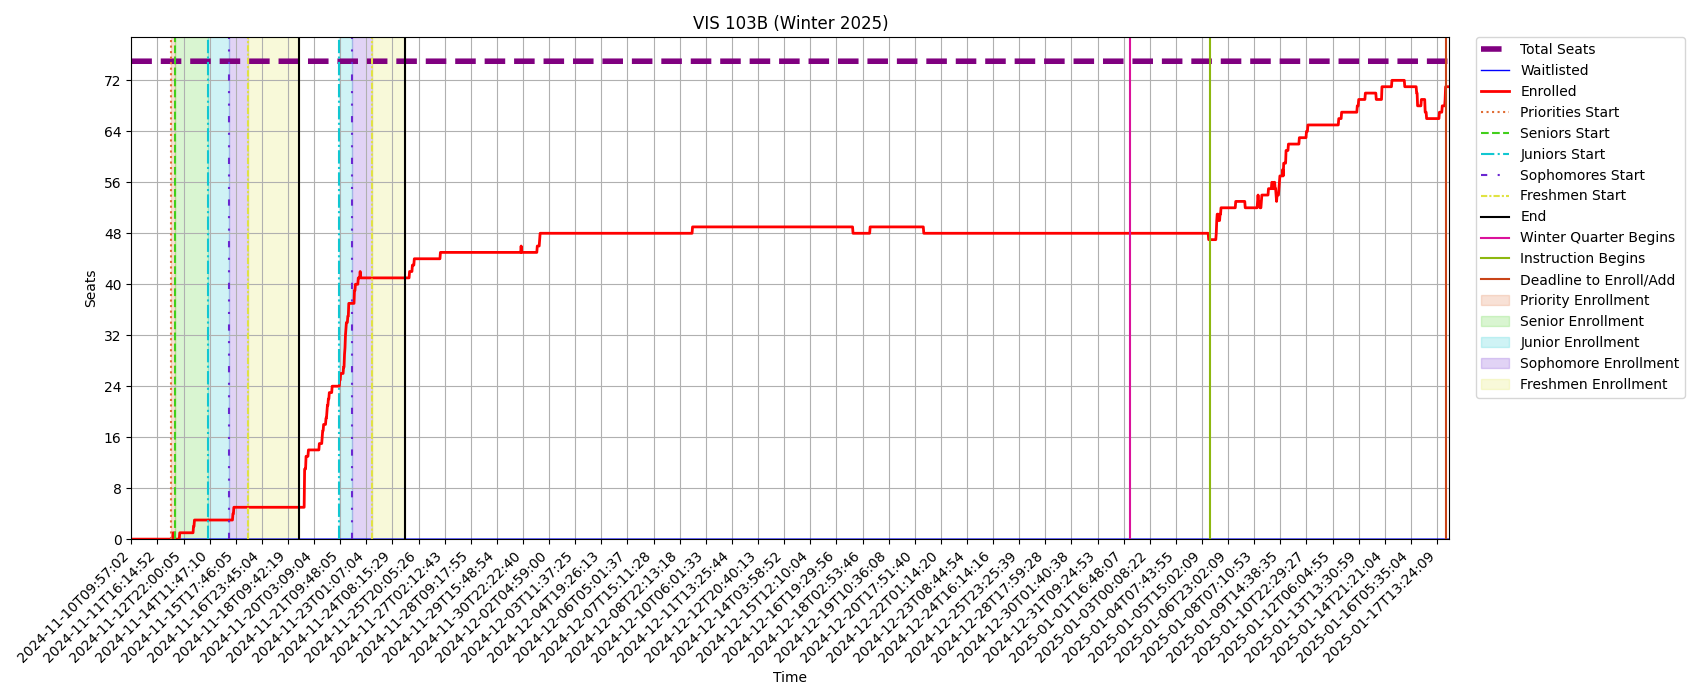 VIS 103B (Winter 2025)
72
64
56
48
40
32
24
16
8
0
Seats
2024-11-10T09:57:02
2024-11-11T16:14:52
2024-11-12T22:00:05
2024-11-14T11:47:10
2024-11-15T17:46:05
2024-11-16T23:45:04
2024-11-18T09:42:19
2024-11-20T03:09:04
2024-11-21T09:48:05
2024-11-23T01:07:04
2024-11-24T08:15:29
2024-11-25T20:05:26
2024-11-27T02:12:43
2024-11-29T09:17:55
2024-11-29T15:48:54
2024-11-30T22:22:40
2024-12-02T04:59:00
2024-12-03T11:37:25
2024-12-04T19:26:13
2024-12-06T05:01:37
2024-12-07T15:11:28
2024-12-08T22:13:18
2024-12-10T06:01:33
2024-12-11T13:25:44
2024-12-12T20:40:13
2024-12-14T03:58:52
2024-12-15T12:10:04
2024-12-16T19:29:56
2024-12-18T02:53:46
2024-12-19T10:36:08
2024-12-20T17:51:40
2024-12-22T01:14:20
2024-12-23T08:44:54
2024-12-24T16:14:16
2024-12-25T23:25:39
2024-12-28T17:59:28
2024-12-30T01:40:38
2024-12-31T09:24:53
2025-01-01T16:48:07
2025-01-03T00:08:22
2025-01-04T07:43:55
2025-01-05T15:02:09
2025-01-06T23:02:09
2025-01-08T07:10:53
2025-01-09T14:38:35
2025-01-10T22:29:27
2025-01-12T06:04:55
2025-01-13T13:30:59
2025-01-14T21:21:04
2025-01-16T05:35:04
2025-01-17T13:24:09
Time
Total Seats
Waitlisted
Enrolled
Priorities Start
Seniors Start
Juniors Start
Sophomores Start
Freshmen Start
End
Winter Quarter Begins
Instruction Begins
Deadline to Enroll/Add
Priority Enrollment
Senior Enrollment
Junior Enrollment
Sophomore Enrollment
Freshmen Enrollment